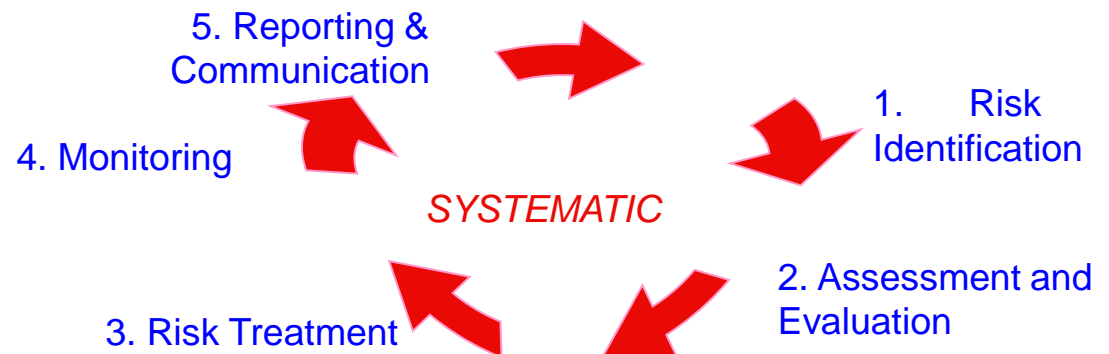 5. Reporting &
Communication
1. Risk
Identification
4. Monitoring
SYSTEMATIC
2. Assessment and
Evaluation
3. Risk Treatment